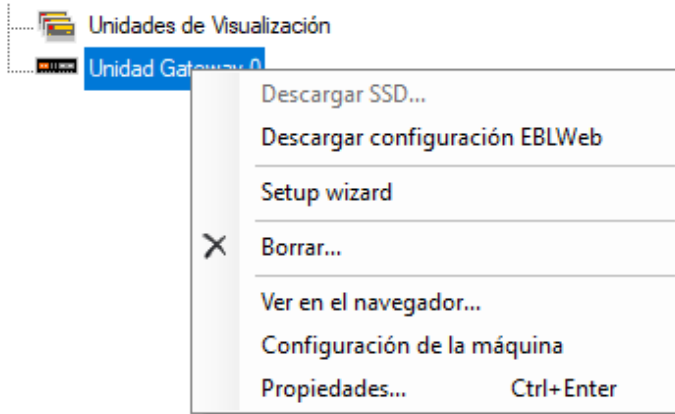 Unidades de Visualización
Unidad Gateway 0
Descargar SSD...
Descargar configuración EBLWeb
Setup wizard
Borrar...
Ver en el navegador...
Configuración de la máquina
Propiedades... Ctrl+Enter